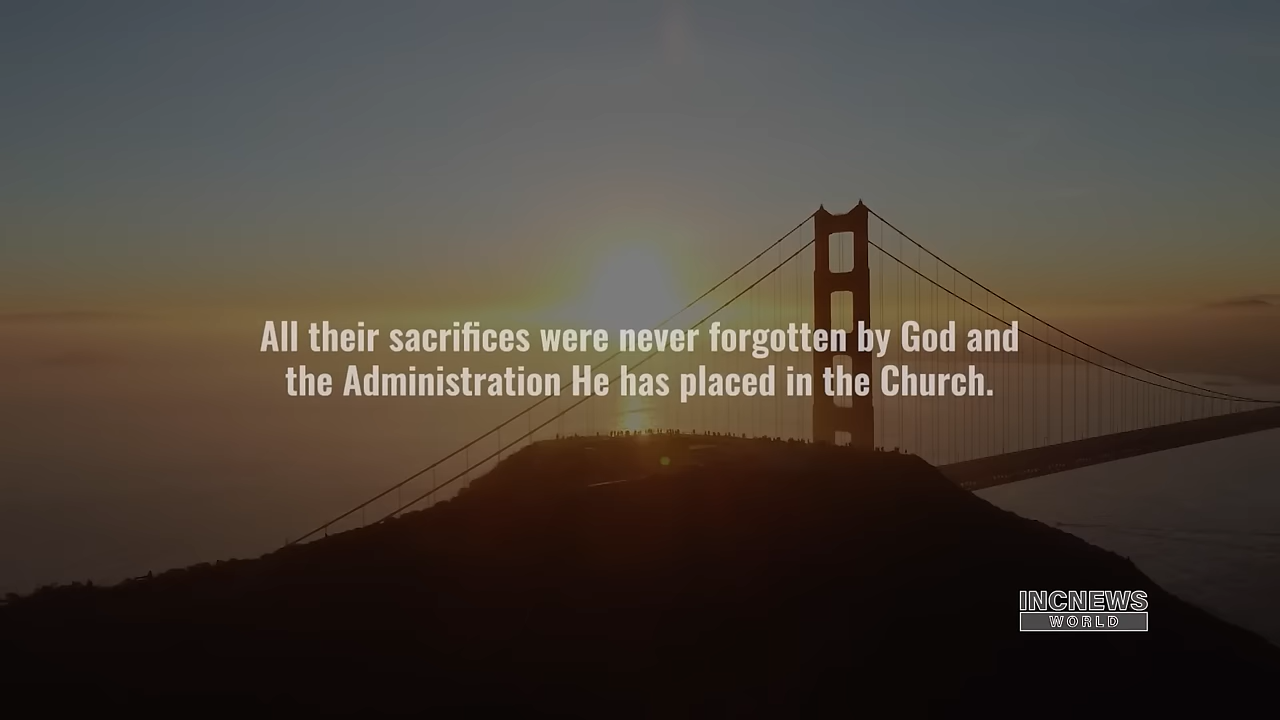 All their sacrifices were never forgotten by God and
the Administration He has placed in the Church.
INCNEWS
WORLD